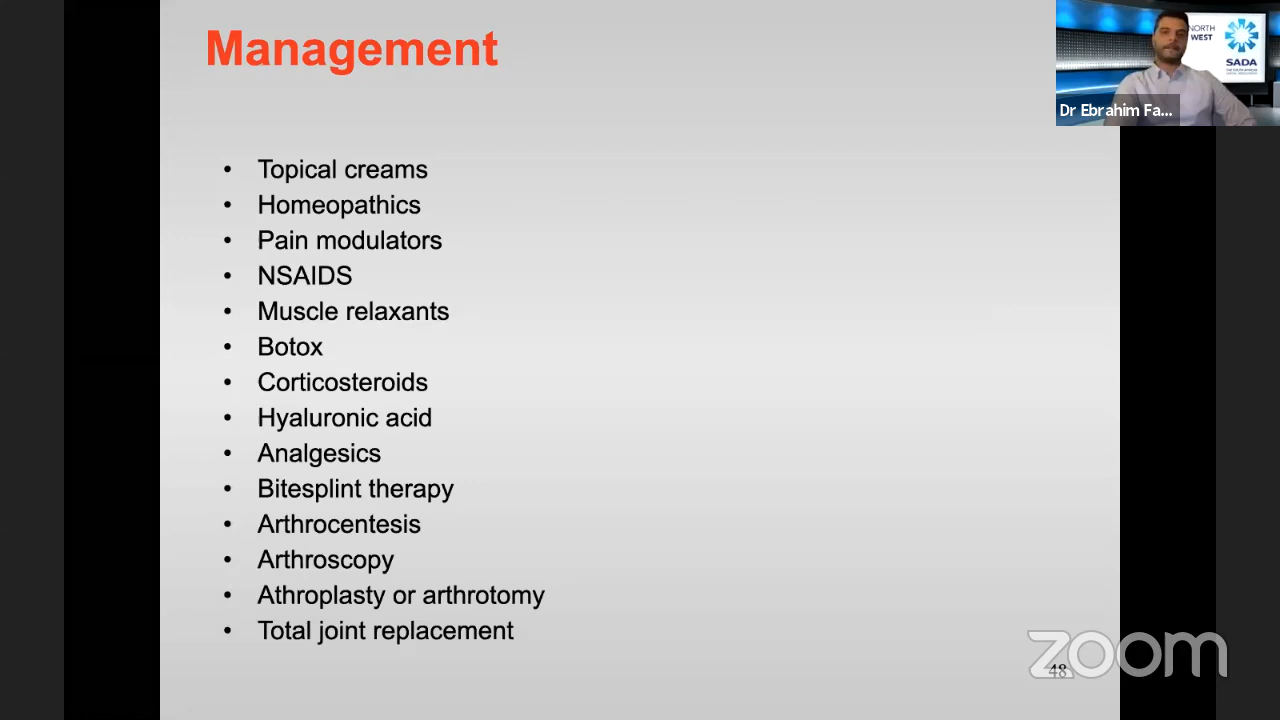 Management
NORTH
WEST
SADA
Dr Ebrahim Fa...
• Topical creams
• Homeopathics
• Pain modulators
• NSAIDS
• Muscle relaxants
• Botox
• Corticosteroids
• Hyaluronic acid
• Analgesics
• Bitesplint therapy
• Arthrocentesis
• Arthroscopy
• Athroplasty or arthrotomy
• Total joint replacement
zoom
48